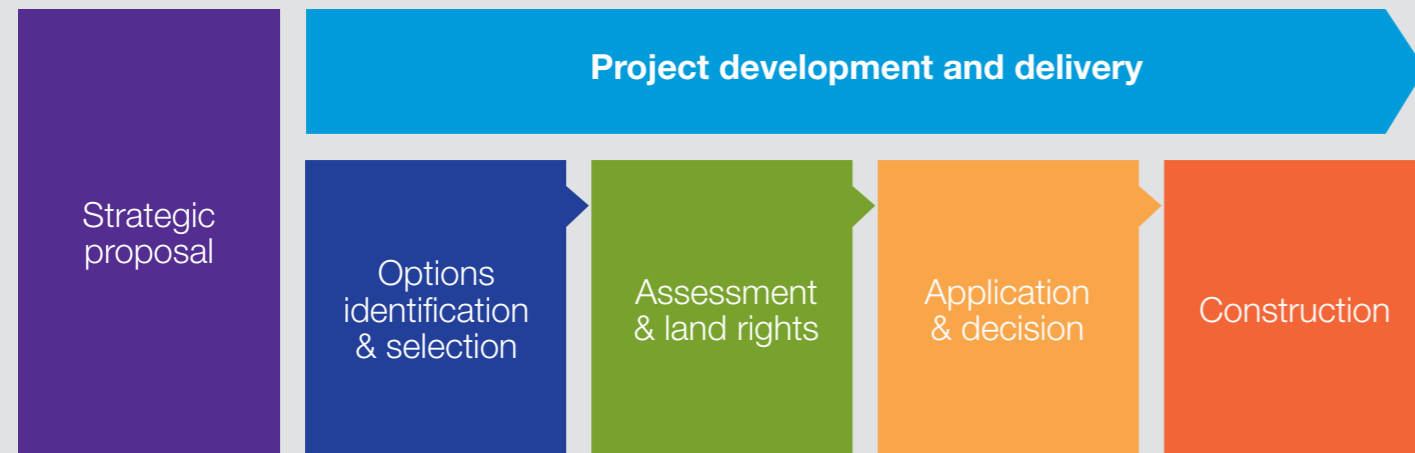 Strategic
proposal
Project development and delivery
Options
identification
& selection
Assessment
& land rights
Application
& decision
Construction